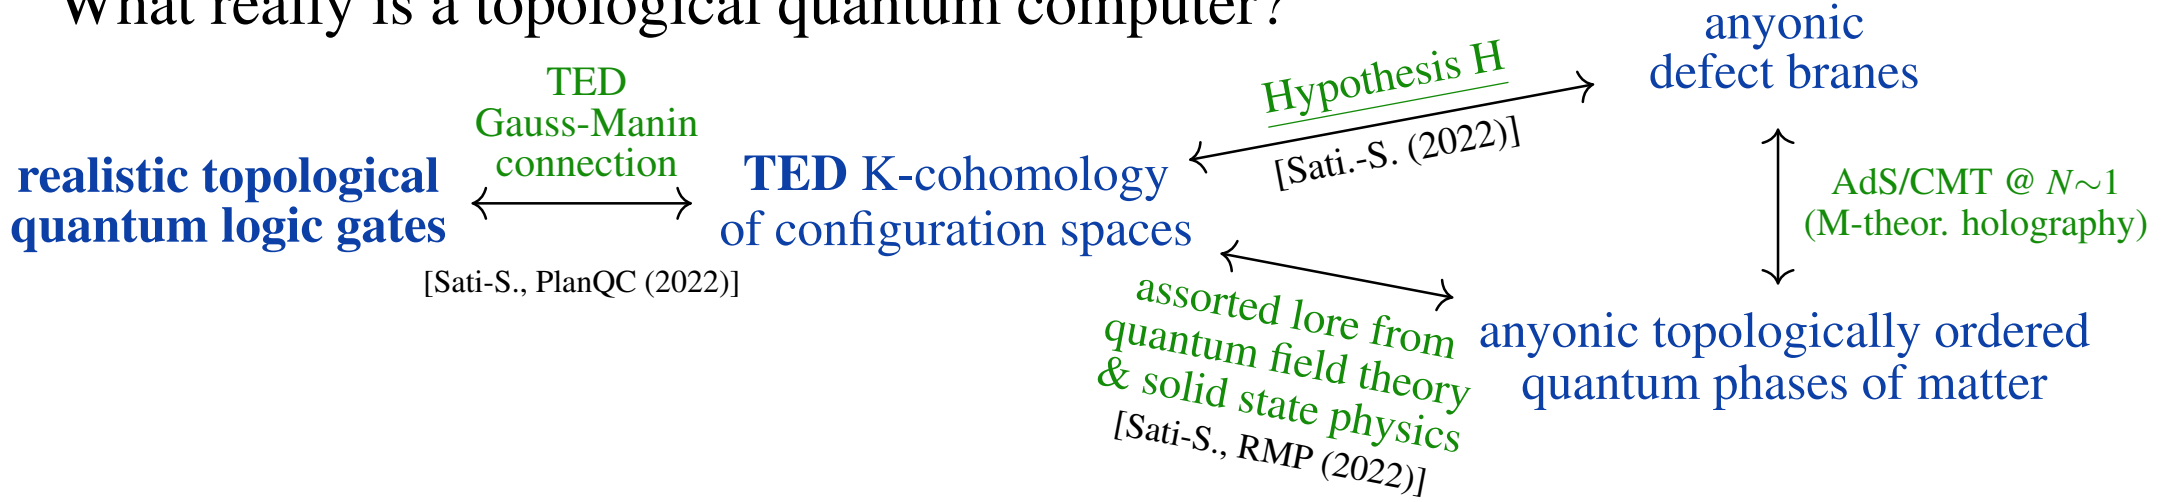 What really is a topological quantum computer?
anyonic
defect branes
Hypothesis H
[Sati.-S. (2022)]
TED
Gauss-Manin
connection
realistic topological
quantum logic gates
[Sati-S., PlanQC (2022)]
TED K-cohomology
of configuration spaces
AdS/CMT @ N∼1
(M-theor. holography)
assorted lore from
quantum field theory
& solid state physics
[Sati-S., RMP (2022)]
anyonic topologically ordered
quantum phases of matter